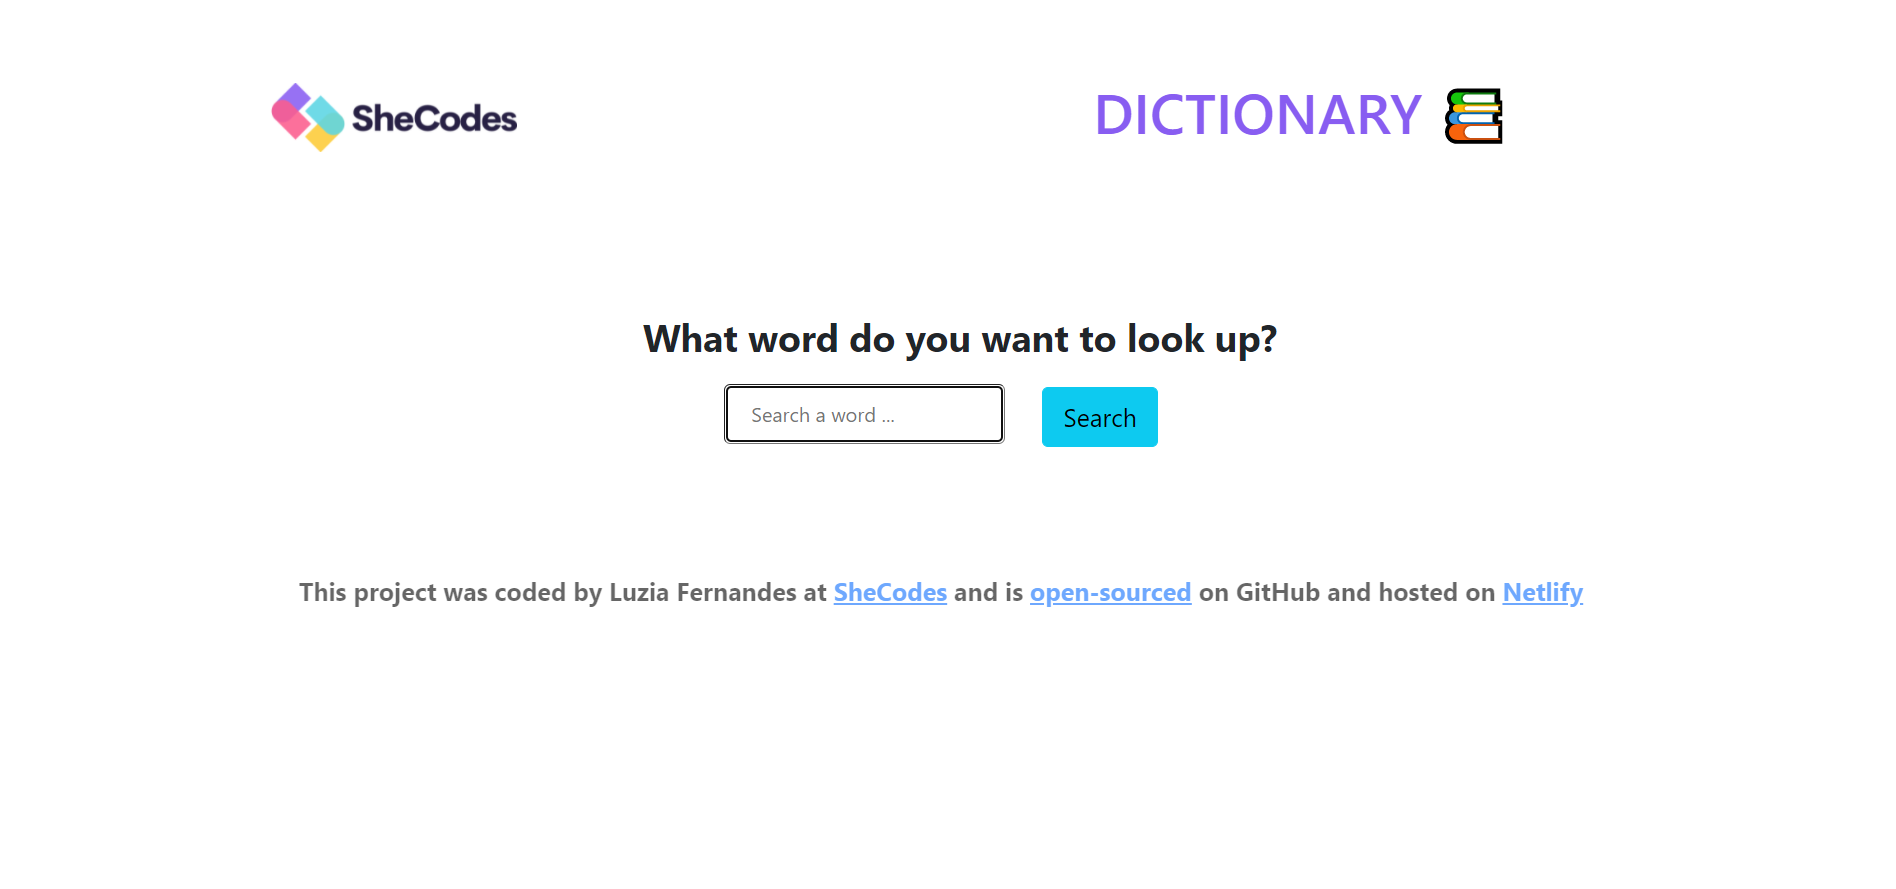 SheCodes
DICTIONARY
What word do you want to look up?
Search a word ...
Search
This project was coded by Luzia Fernandes at SheCodes and is open-sourced on GitHub and hosted on Netlify